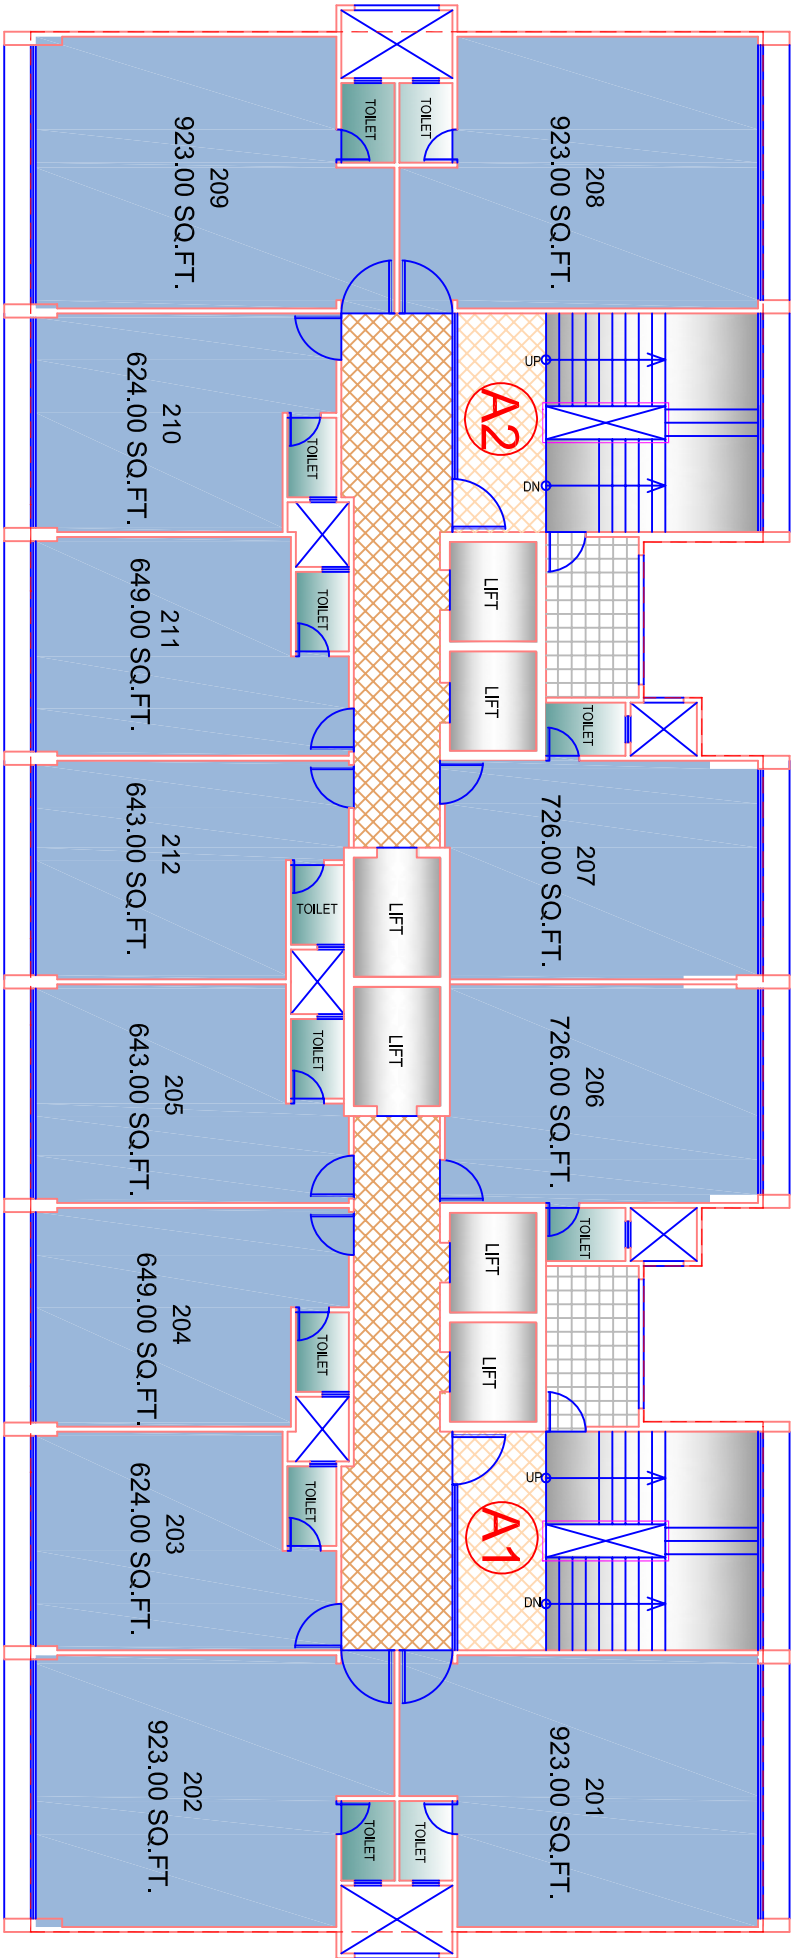 209
923.00 SQ.FT.
TOILET
TOILET
208
923.00 SQ.FT.
210
624.00 SQ.FT.
TOILET
A2
UP
DN
211
649.00 SQ.FT.
TOILET
LIFT
LIFT
TOILET
212
643.00 SQ.FT.
TOILET
LIFT
207
726.00 SQ.FT.
205
643.00 SQ.FT.
TOILET
LIFT
206
726.00 SQ.FT.
204
649.00 SQ.FT.
TOILET
LIFT
LIFT
TOILET
203
624.00 SQ.FT.
TOILET
A1
UP
DN
202
923.00 SQ.FT.
TOILET
TOILET
201
923.00 SQ.FT.